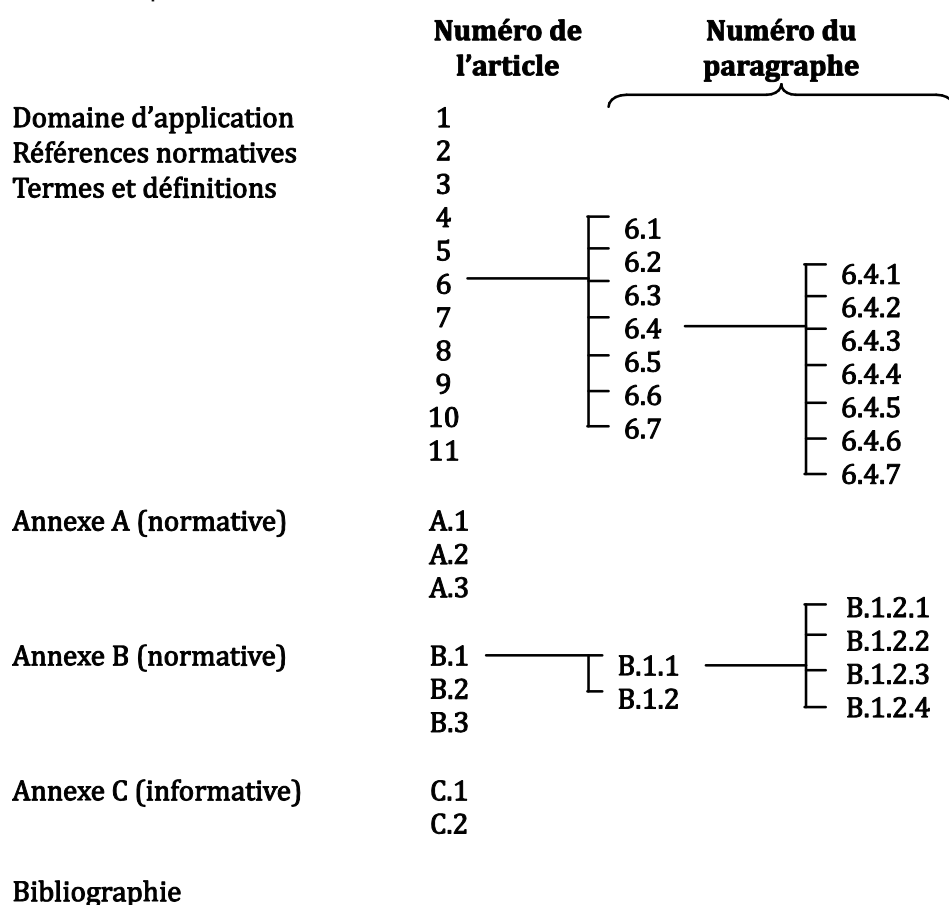 Numéro de
l’article
Numéro du
paragraphe
Domaine d’application
1
Références normatives
2
Termes et définitions
3
4
5
6
7
8
9
10
11
6.1
6.2
6.3
6.4
6.5
6.6
6.7
6.4.1
6.4.2
6.4.3
6.4.4
6.4.5
6.4.6
6.4.7
Annexe A (normative)
A.1
A.2
A.3
Annexe B (normative)
B.1
B.2
B.3
B.1.1
B.1.2
B.1.2.1
B.1.2.2
B.1.2.3
B.1.2.4
Annexe C (informative)
C.1
C.2
Bibliographie